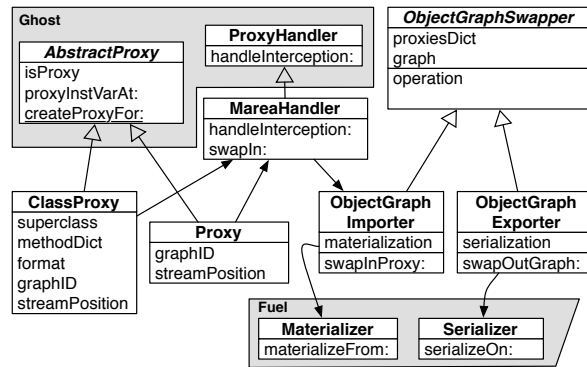 Ghost
AbstractProxy
isProxy
proxyInstVarAt:
createProxyFor:
ProxyHandler
handleInterception:
ObjectGraphSwapper
proxiesDict
graph
operation
MareaHandler
handleInterception:
swapIn:
ClassProxy
superclass
methodDict
format
graphID
streamPosition
Proxy
graphID
streamPosition
ObjectGraph
Importer
materialization
swapInProxy:
ObjectGraph
Exporter
serialization
swapOutGraph:
Fuel
Materializer
materializeFrom:
Serializer
serializeOn: